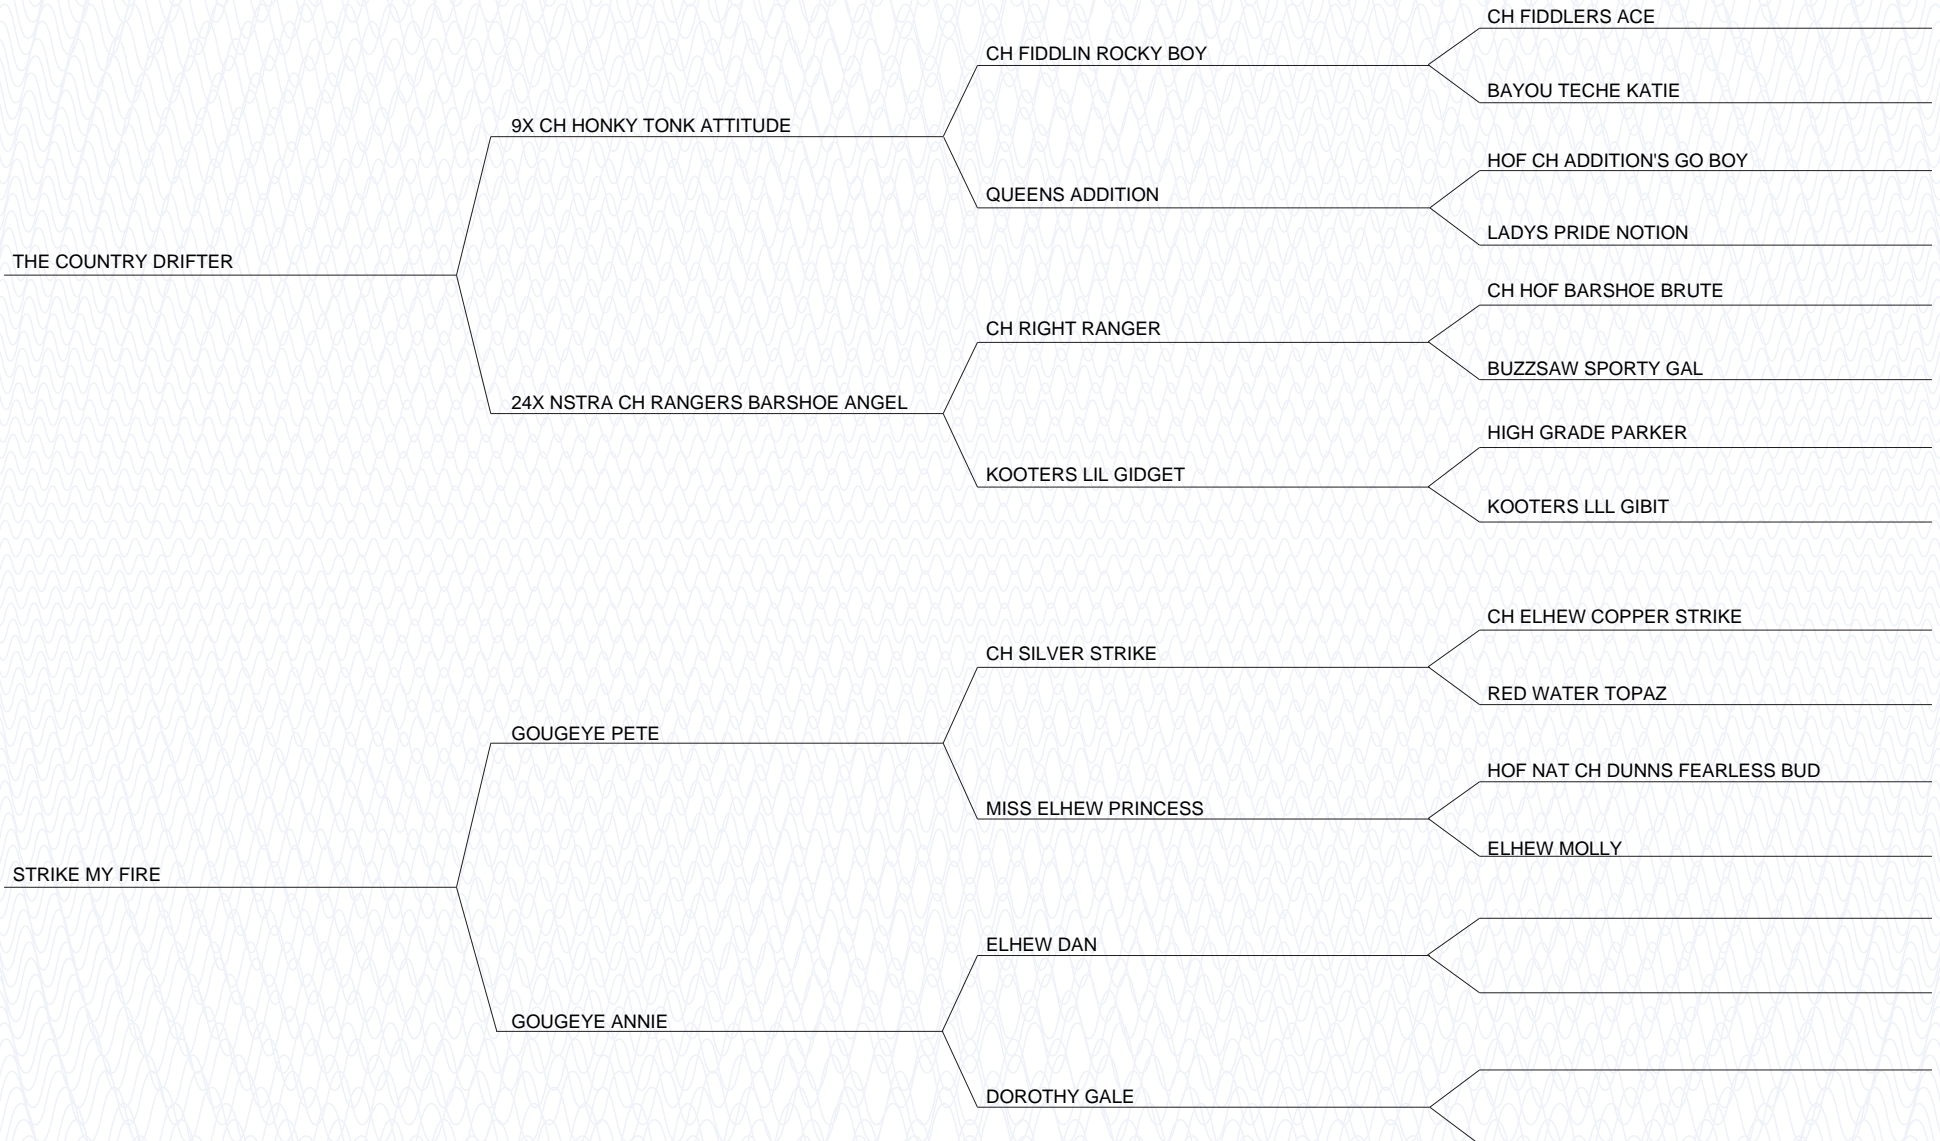 CH FIDDLERS ACE
CH FIDDLIN ROCKY BOY
BAYOU TECHE KATIE
9X CH HONKY TONK ATTITUDE
HOF CH ADDITION'S GO BOY
QUEENS ADDITION
LADYS PRIDE NOTION
THE COUNTRY DRIFTER
CH HOF BARSHOE BRUTE
CH RIGHT RANGER
BUZZSAW SPORTY GAL
24X NSTRA CH RANGERS BARSHOE ANGEL
HIGH GRADE PARKER
KOOTERS LIL GIDGET
KOOTERS LLL GIBIT
CH ELHEW COPPER STRIKE
CH SILVER STRIKE
RED WATER TOPAZ
GOUGEYE PETE
HOF NAT CH DUNNS FEARLESS BUD
MISS ELHEW PRINCESS
ELHEW MOLLY
STRIKE MY FIRE
ELHEW DAN
GOUGEYE ANNIE
DOROTHY GALE